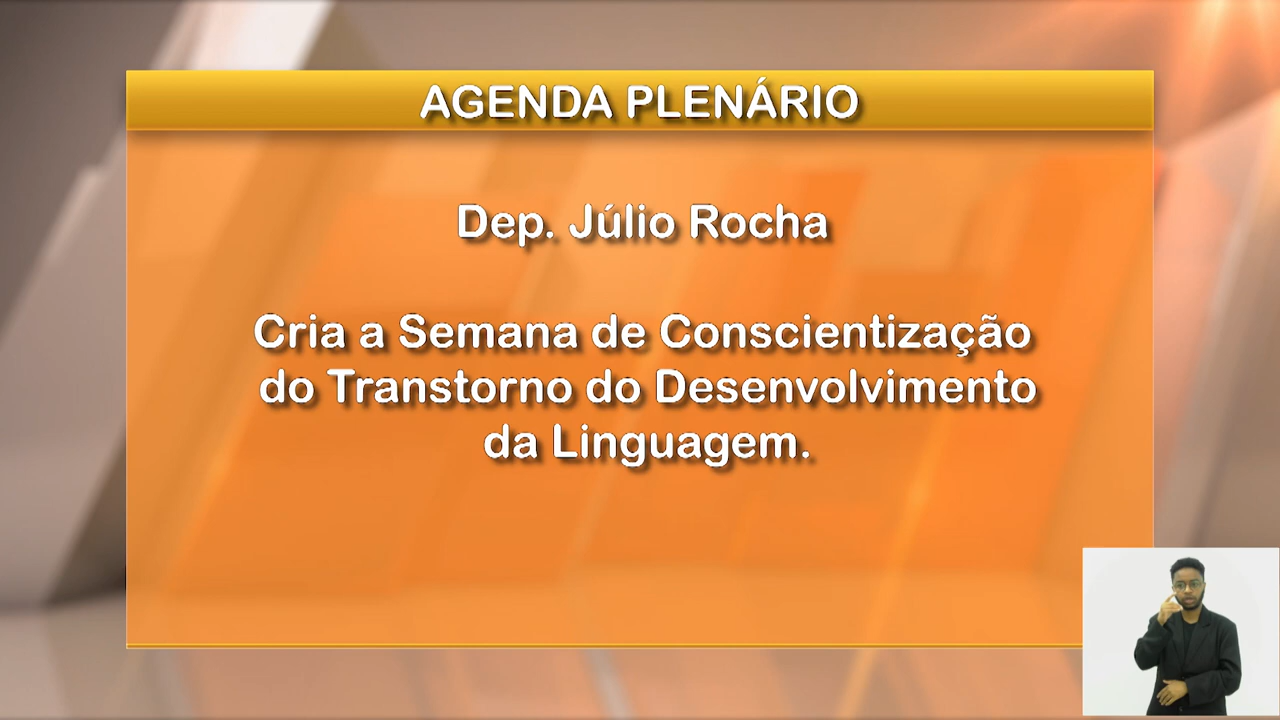 AGENDA PLENÁRIO
Dep. Júlio Rocha
Cria a Semana de Conscientização
do Transtorno do Desenvolvimento
da Linguagem.